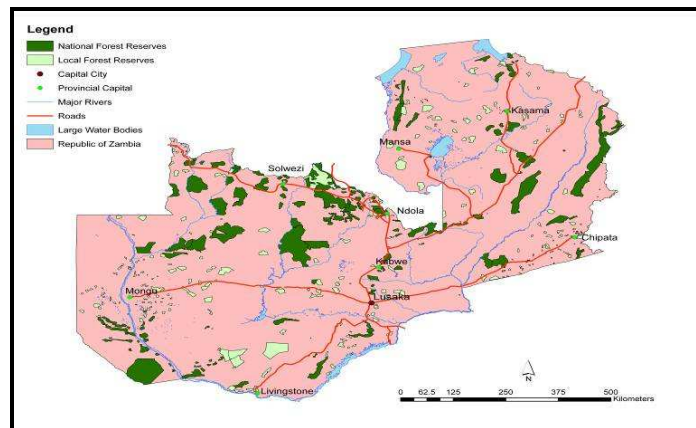 Legend
National Forest Reserves
Local Forest Reserves
Capital City
Provincial Capital
Major Rivers
Roads
Large Water Bodies
Republic of Zambia
Kasama
Mansa
Solwezi
Ndola
Chipata
Kabwe
Mongu
Lusaka
Livingstone
N
0 62.5 125 250 375 500
Kilometers